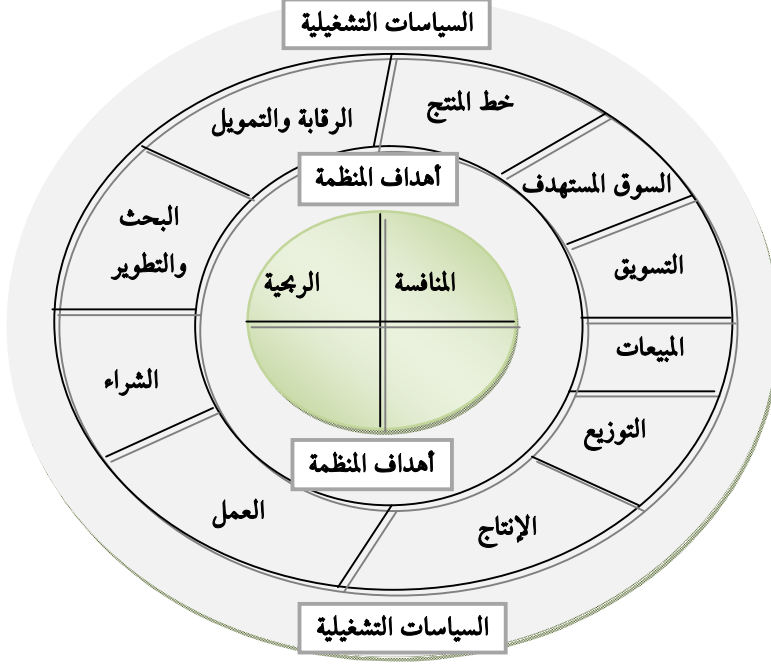 السياسات التشغيلية
خط المنتج
الرقابة والتمويل
أهداف المنظمة
السوق المستهدف
البحث
والتطوير
التسويق
المنافسة
الربحية
المبيعات
الشراء
التوزيع
أهداف المنظمة
العمل
الإنتاج
السياسات التشغيلية